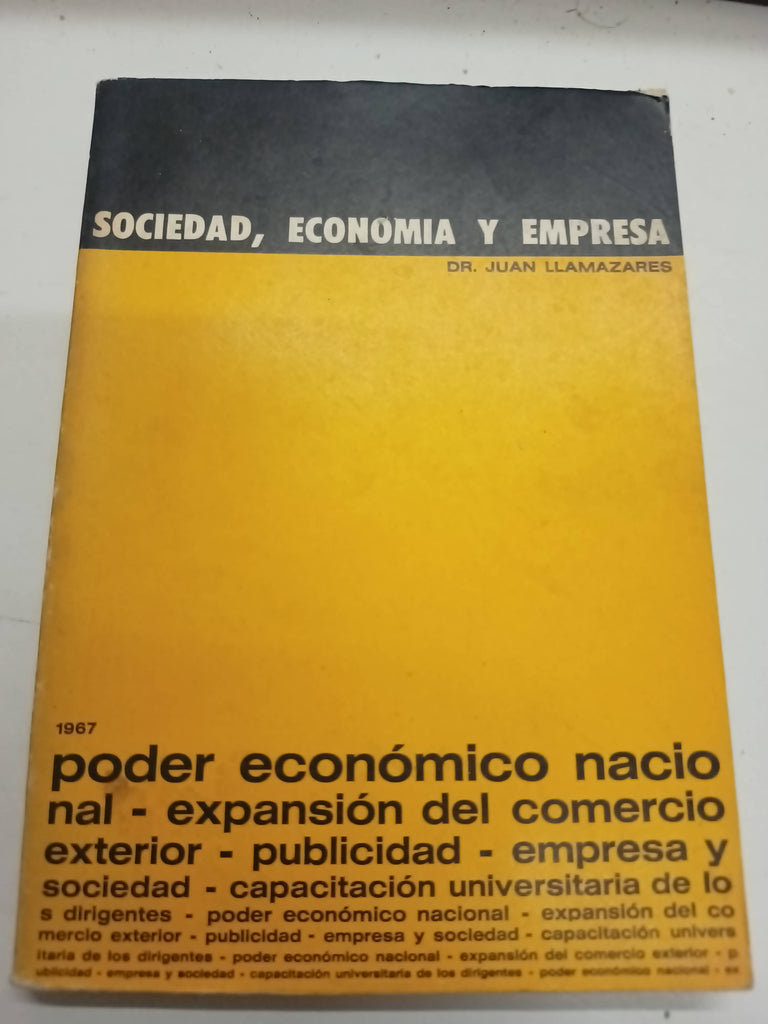 SOCIEDAD, ECONOMIA Y EMPRESA
DR. JUAN LLAMAZARES
1967
poder económico nacio
nal - expansión del comercio
exterior - publicidad - empresa y
sociedad - capacitación universitaria de lo
s dirigentes - poder económico nacional - expansión del co
mercio exterior - publicidad - empresa y sociedad - capacitación univers
itaria de los dirigentes - poder económico nacional - expansión del comercio exterior - p
ublicidad - empresa y sociedad - capacitación universitaria de los dirigentes - poder económico nacional - ex